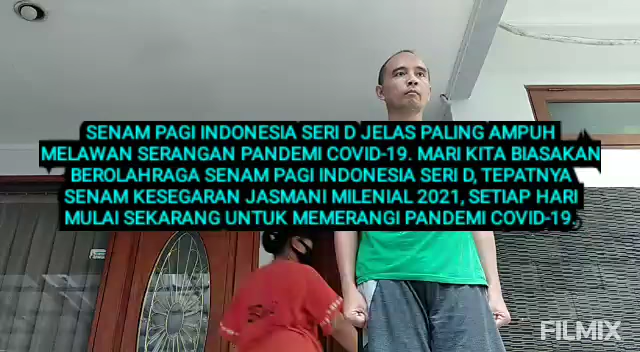 SENAM PAGI INDONESIA SERI D JELAS PALING AMPUH
MELAWAN SERANGAN PANDEMI COVID-19. MARI KITA BIASAKAN
BEROLAHRAGA SENAM PAGI INDONESIA SERI D, TEPATNYA
SENAM KESEGARAN JASMANI MILENIAL 2021, SETIAP HARI
MULAI SEKARANG UNTUK MEMERANGI PANDEMI COVID-19.
FILMIX